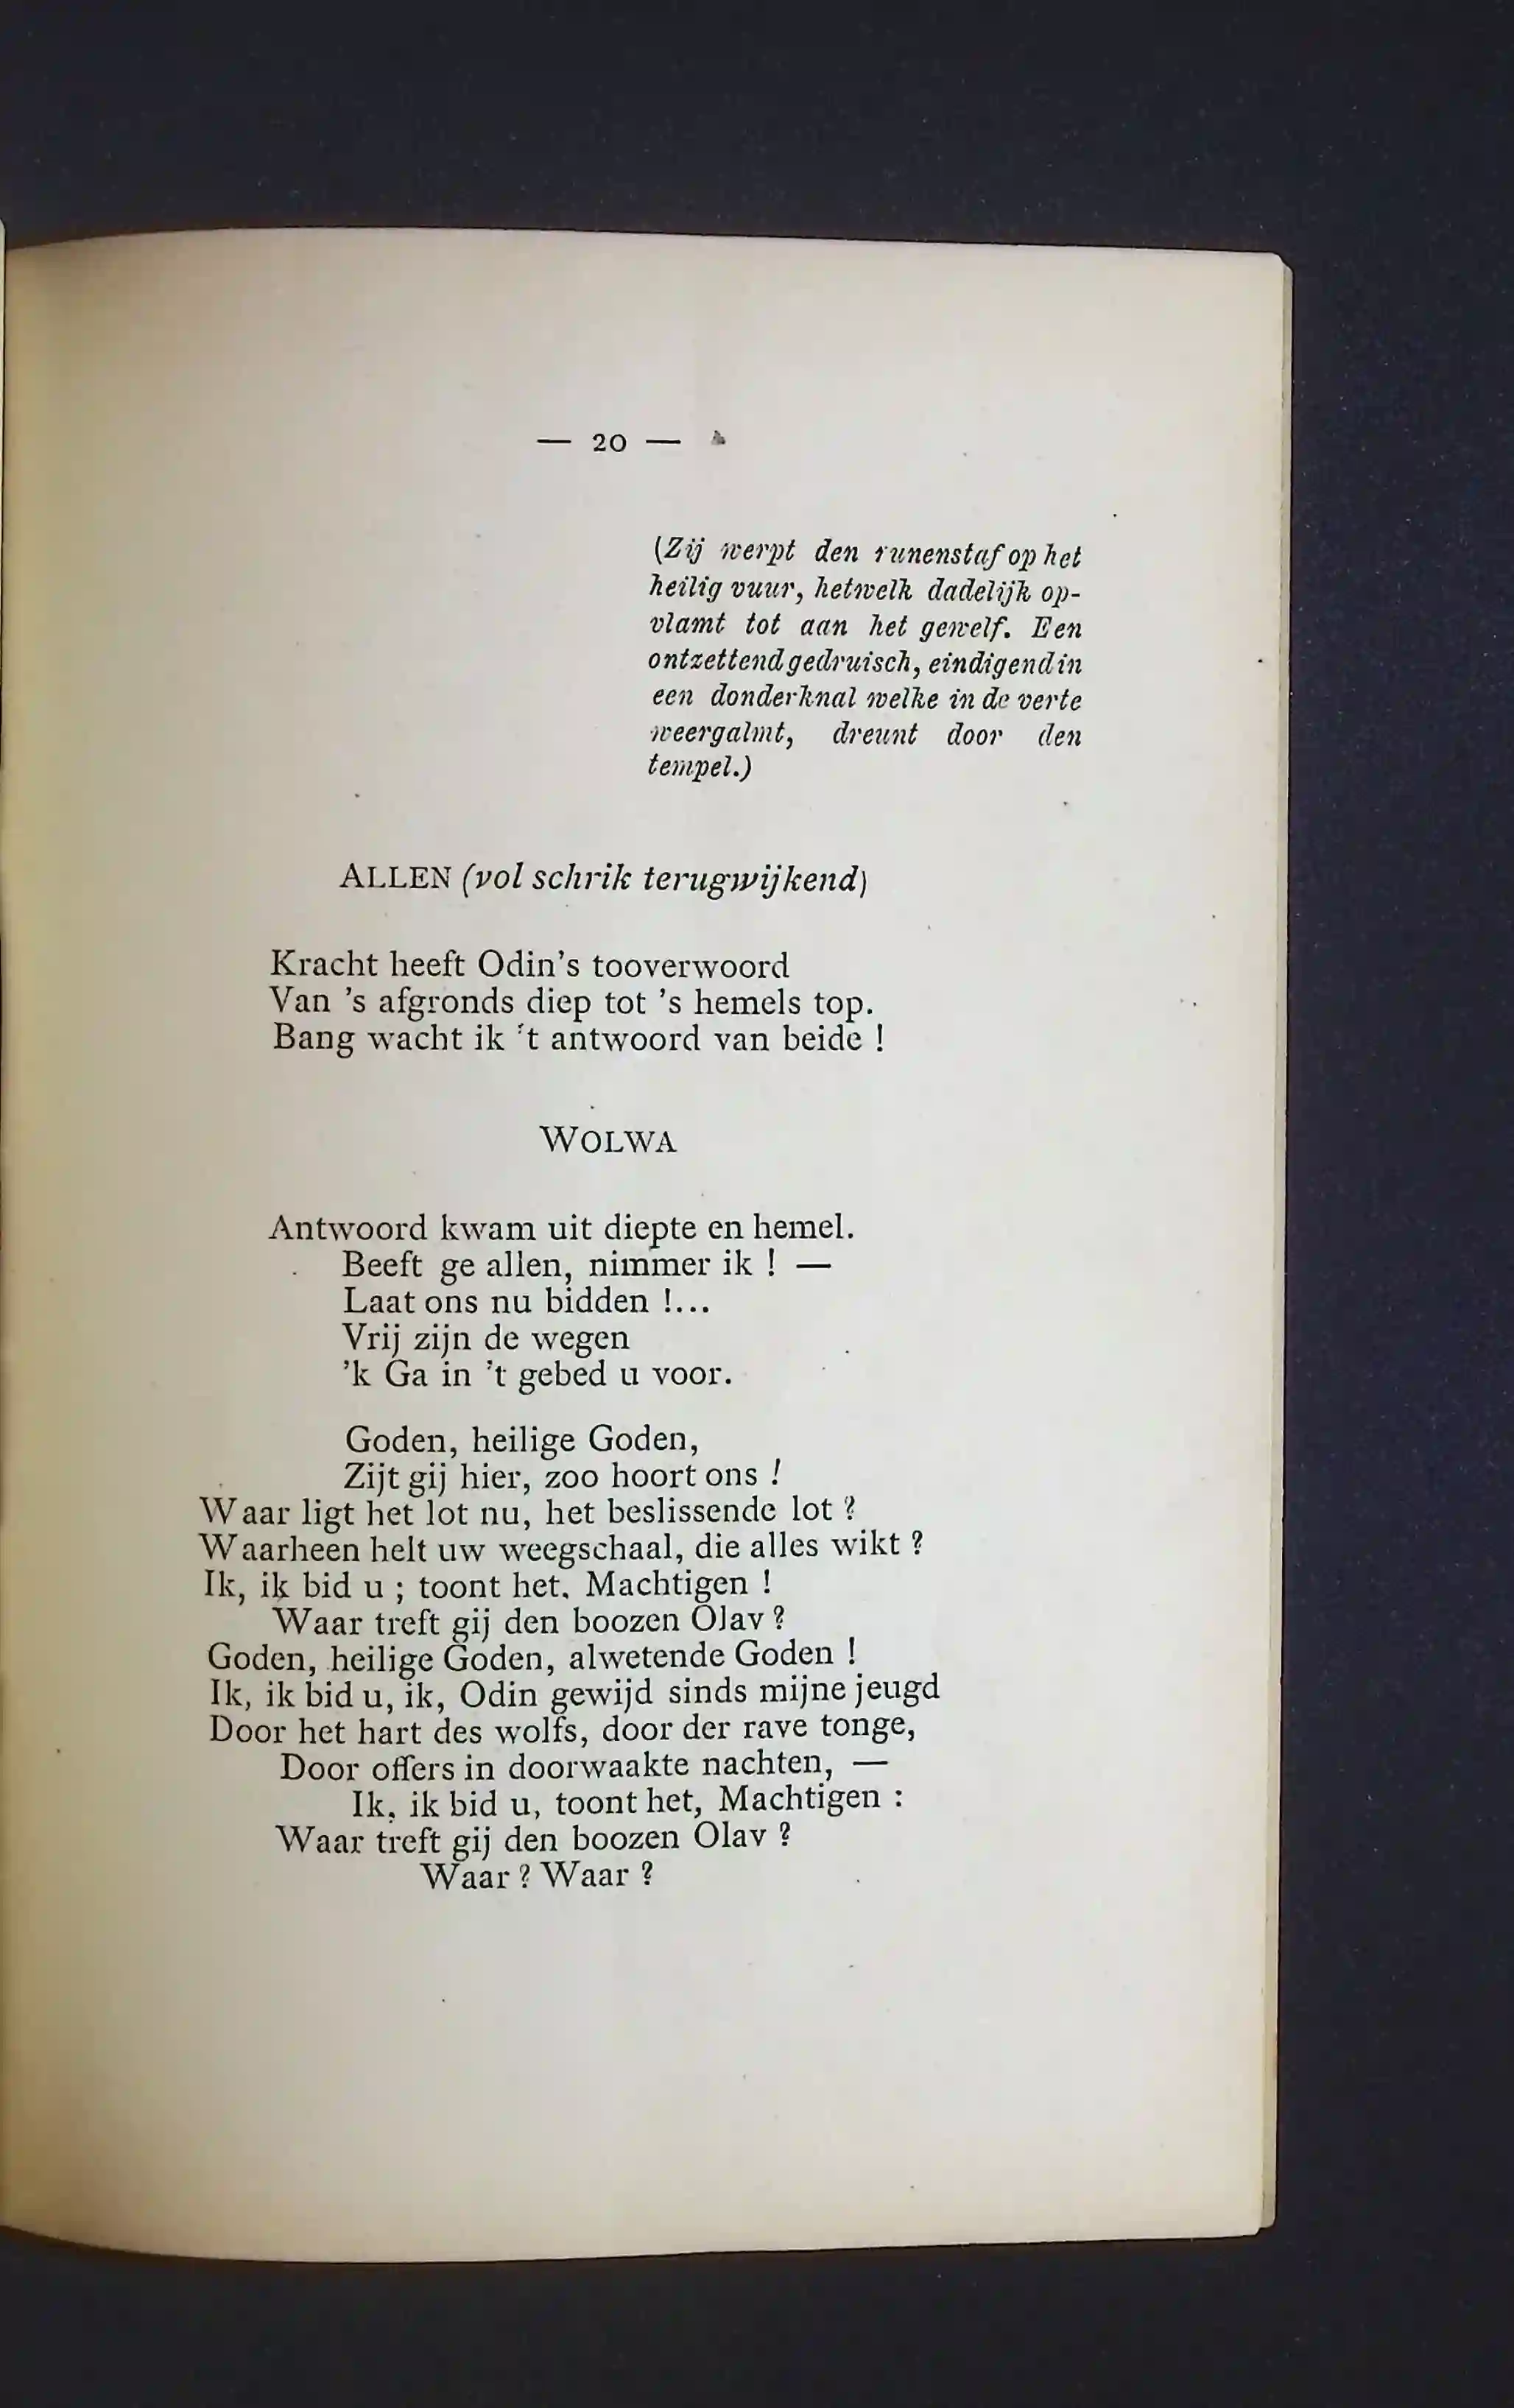 — 20 —
(Zij werpt den runenstaf op het
heilig vuur, hetwelk dadelijk op-
vlamt tot aan het gewelf. Een
ontzettend gedruisch, eindigend in
een donderknal welke in de verte
weergalmt, dreunt door den
tempel.)
ALLEN (vol schrik terugwijkend)
Kracht heeft Odin's tooverwoord
Van 's afgronds diep tot 's hemels top.
Bang wacht ik 't antwoord van beide !
WOLWA
Antwoord kwam uit diepte en hemel.
Beeft ge allen, nimmer ik ! —
Laat ons nu bidden !...
Vrij zijn de wegen
'k Ga in 't gebed u voor.
Goden, heilige Goden,
Zijt gij hier, zoo hoort ons !
Waar ligt het lot nu, het beslissende lot ?
Waarheen helt uw weegschaal, die alles wikt ?
Ik, ik bid u ; toont het. Machtigen !
Waar treft gij den boozen Olav ?
Goden, heilige Goden, alwetende Goden !
Ik, ik bid u, ik, Odin gewijd sinds mijne jeugd
Door het hart des wolfs, door der rave tonge,
Door offers in doorwaakte nachten, —
Ik, ik bid u, toont het, Machtigen :
Waar treft gij den boozen Olav ?
Waar ? Waar ?